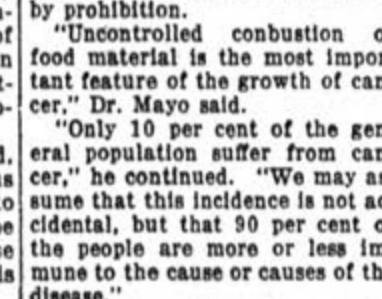 by prohibition.
"Uncontrolled conbustion
food material is the most impor
tant feature of the growth of can
cer," Dr. Mayo said.
"Only 10 per cent of the gen
eral population suffer from can
cer," he continued. "We may as
sume that this incidence is not ac
cidental, but that 90 per cent
the people are more or less im
mune to the cause or causes of th
disease."